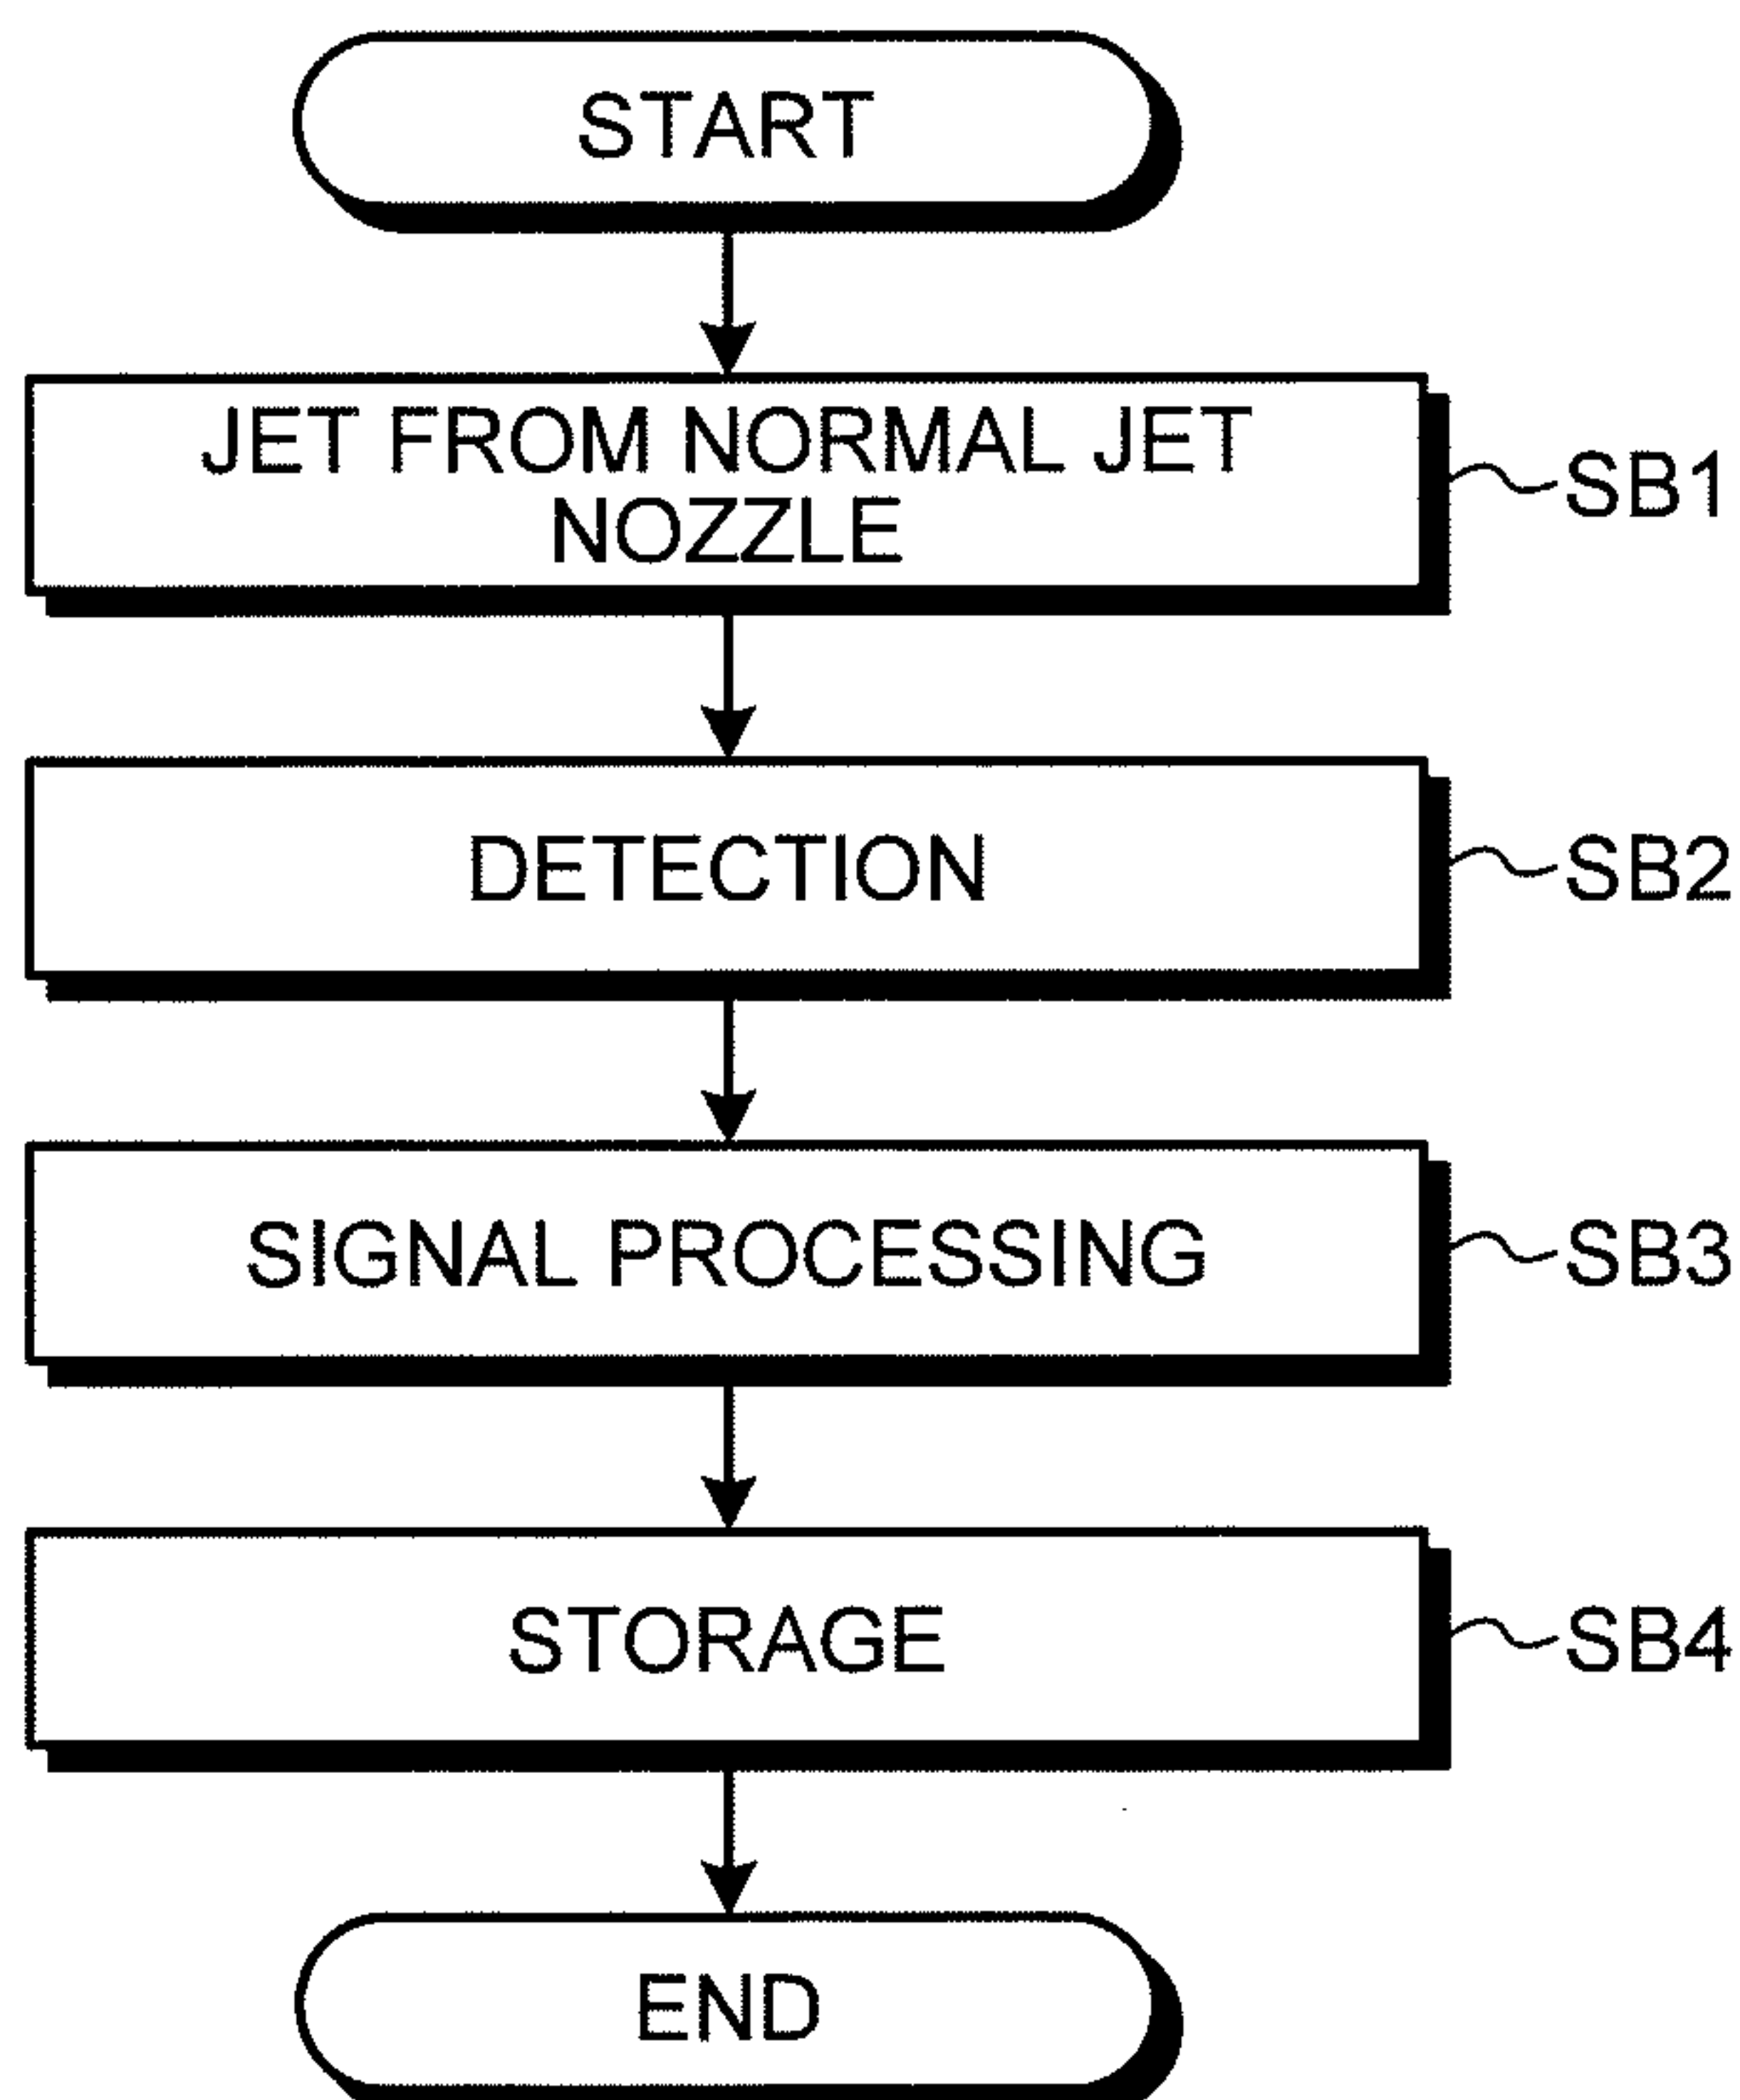 START
JET FROM NORMAL JET
NOZZLE
SB1
DETECTION
SB2
SIGNAL PROCESSING
SB3
STORAGE
SB4
END